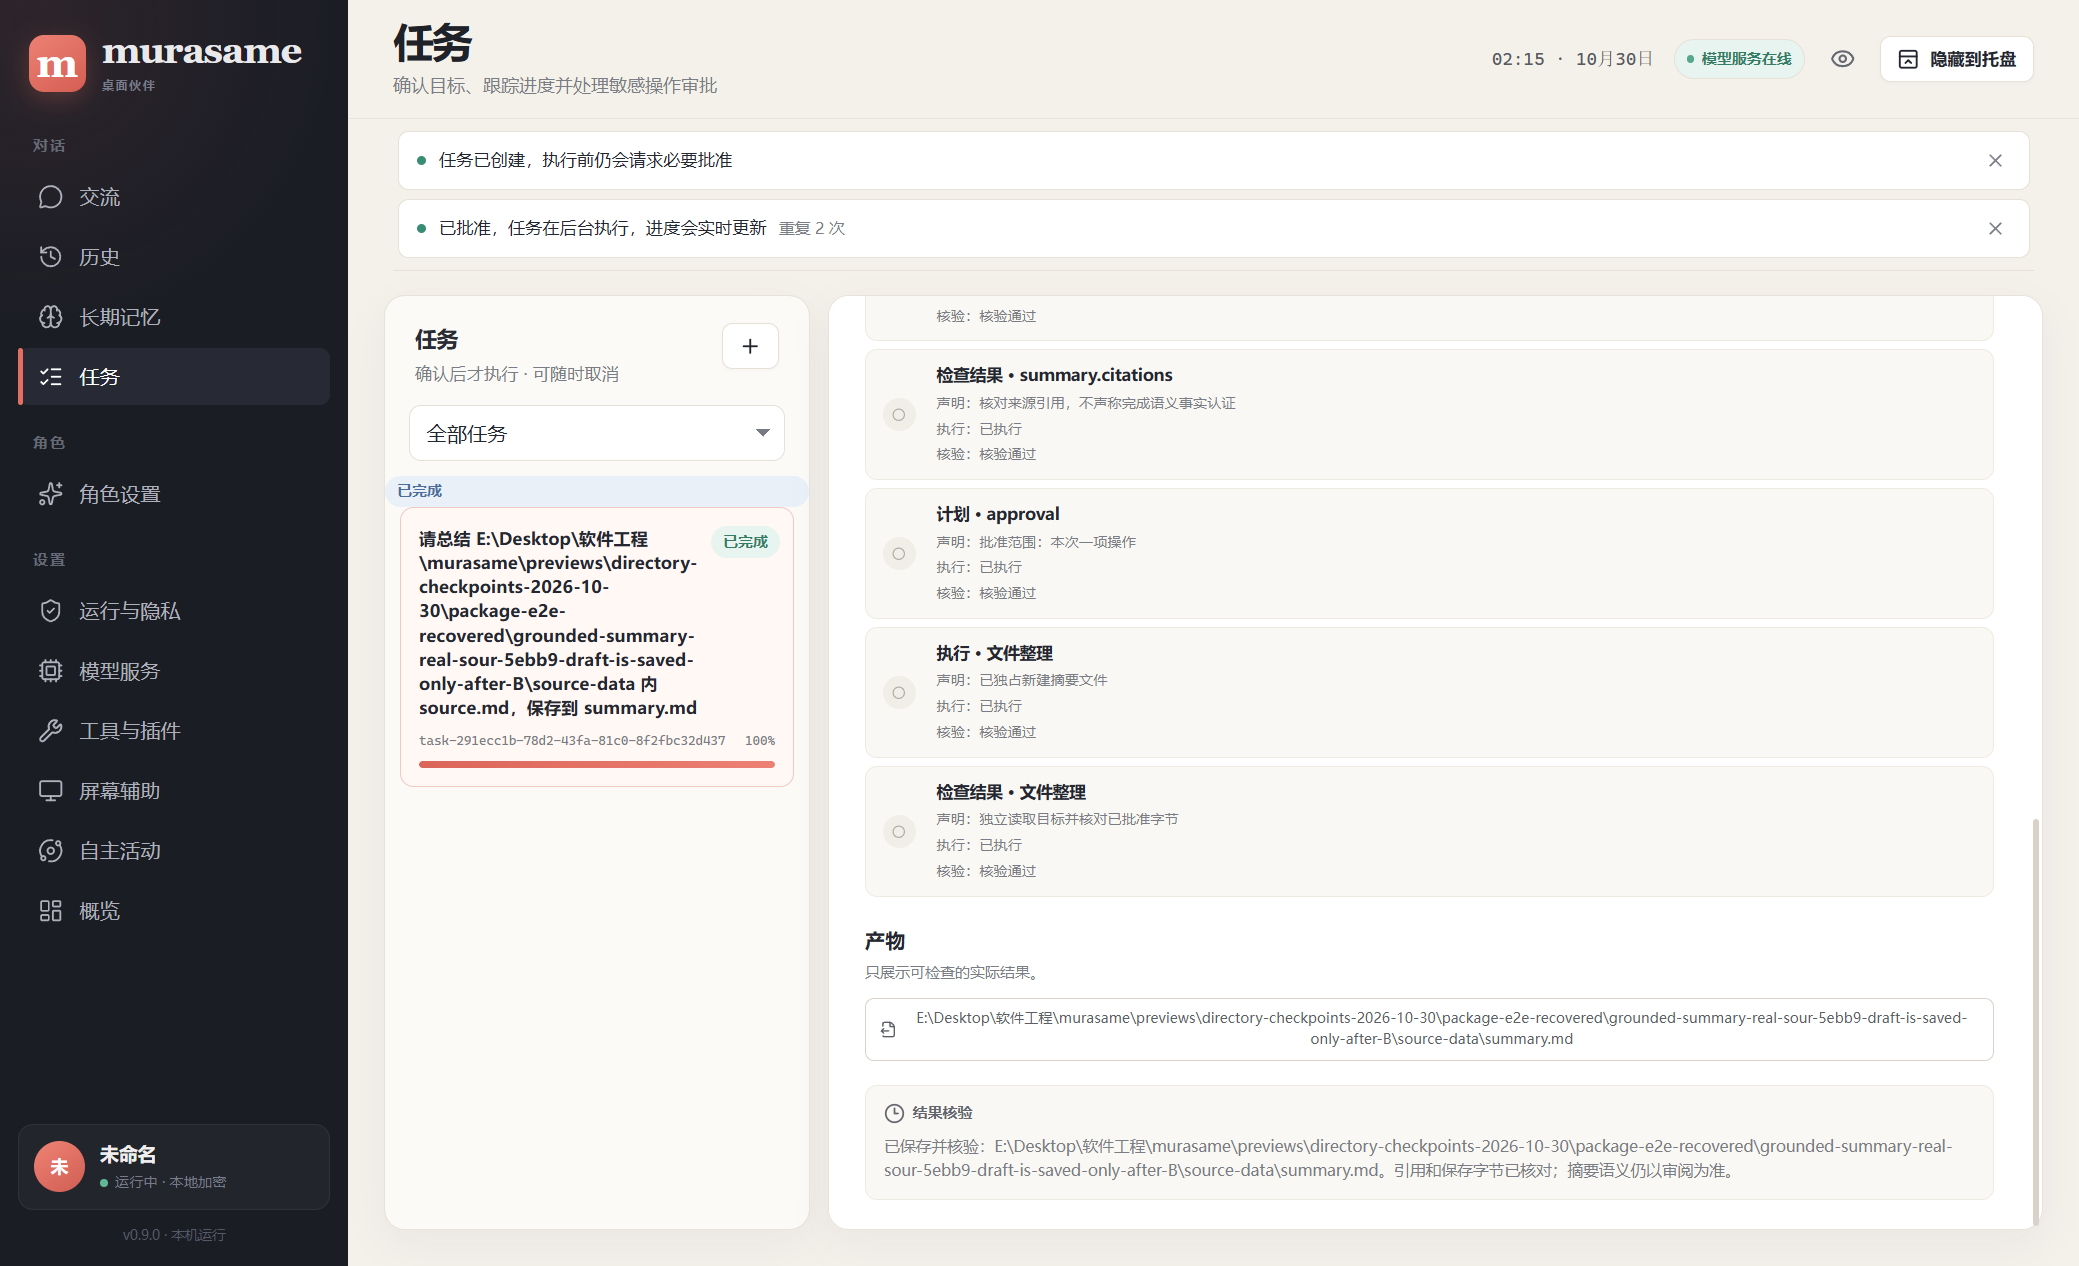 m
murasame
桌面伙伴
对话
交流
历史
长期记忆
任务
角色
角色设置
设置
运行与隐私
模型服务
工具与插件
屏幕辅助
自主活动
概览
未
未命名
运行中 · 本地加密
v0.9.0 · 本机运行
任务
确认目标、跟踪进度并处理敏感操作审批
02:15 · 10月30日
模型服务在线
隐藏到托盘
任务已创建，执行前仍会请求必要批准
已批准，任务在后台执行，进度会实时更新 重复 2 次
任务
确认后才执行 · 可随时取消
全部任务
已完成
请总结 E:\Desktop\软件工程
\murasame\previews\directory-
checkpoints-2026-10-
30\package-e2e-
recovered\grounded-summary-
real-sour-5ebb9-draft-is-saved-
only-after-B\source-data 内
source.md，保存到 summary.md
已完成
task-291ecc1b-78d2-43fa-81c0-8f2fbc32d437 100%
核验：核验通过
检查结果 • summary.citations
声明：核对来源引用，不声称完成语义事实认证
执行：已执行
核验：核验通过
计划 • approval
声明：批准范围：本次一项操作
执行：已执行
核验：核验通过
执行 • 文件整理
声明：已独占新建摘要文件
执行：已执行
核验：核验通过
检查结果 • 文件整理
声明：独立读取目标并核对已批准字节
执行：已执行
核验：核验通过
产物
只展示可检查的实际结果。
E:\Desktop\软件工程\murasame\previews\directory-checkpoints-2026-10-30\package-e2e-recovered\grounded-summary-real-sour-5ebb9-draft-is-saved-
only-after-B\source-data\summary.md
结果核验
已保存并核验：E:\Desktop\软件工程\murasame\previews\directory-checkpoints-2026-10-30\package-e2e-recovered\grounded-summary-real-
sour-5ebb9-draft-is-saved-only-after-B\source-data\summary.md。引用和保存字节已核对；摘要语义仍以审阅为准。